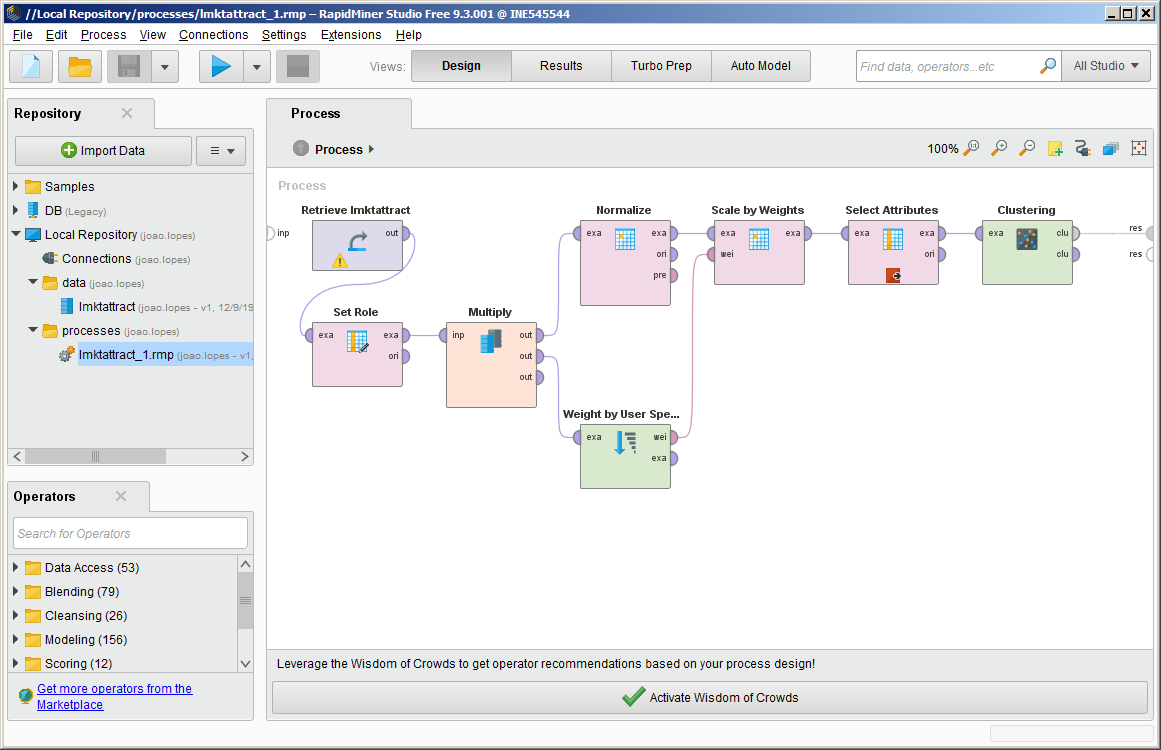 //Local Repository/processes/lmktattract_1.rmp – RapidMiner Studio Free 9.3.001 @ INE545544
File Edit Process View Connections Settings Extensions Help
Views: Design Results Turbo Prep Auto Model Find data, operators...etc All Studio
Repository
Import Data
Samples
DB (Legacy)
Local Repository (joao.lopes)
Connections (joao.lopes)
data (joao.lopes)
lmktattract (joao.lopes - v1, 12/9/19
processes (joao.lopes)
lmktattract_1.rmp (joao.lopes - v1,
Operators
Search for Operators
Data Access (53)
Blending (79)
Cleansing (26)
Modeling (156)
Scoring (12)
Get more operators from the
Marketplace
Process
Process 100%
Process
Retrieve lmktattract Normalize Scale by Weights Select Attributes Clustering
inp out exa exa exa exa exa exa exa clu res
ori wei ori clu res
pre
Set Role Multiply
exa exa inp out
ori out
out
Weight by User Spe...
exa wei
exa
Leverage the Wisdom of Crowds to get operator recommendations based on your process design!
Activate Wisdom of Crowds